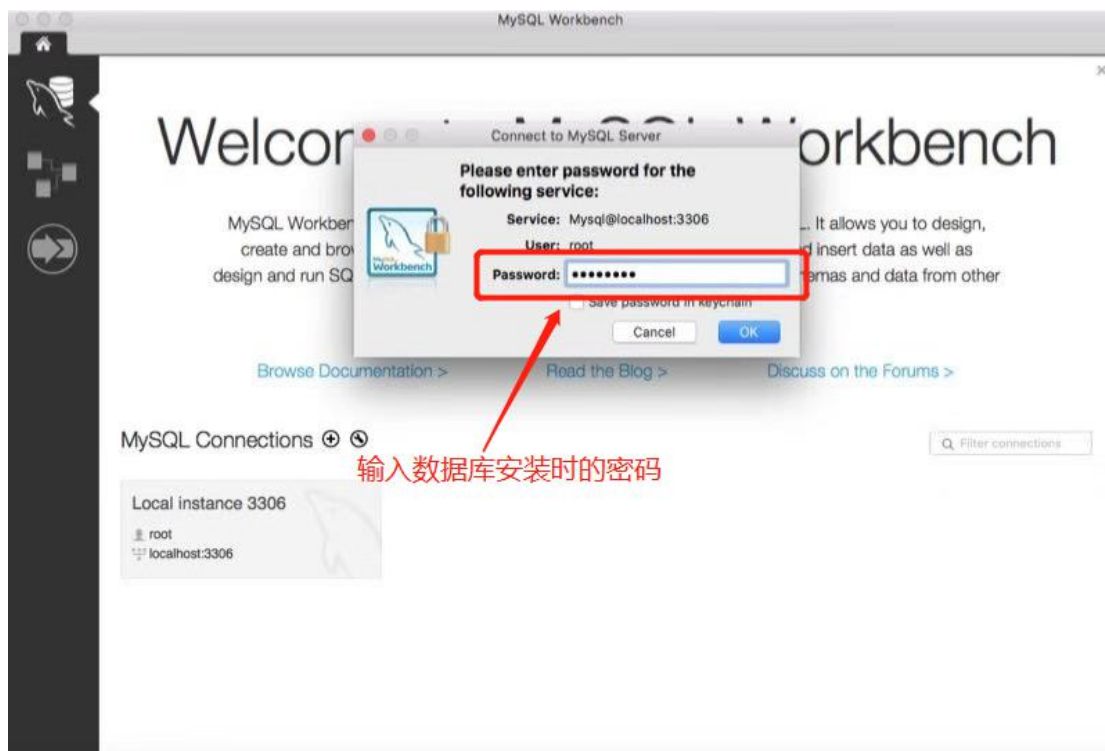 MySQL Workbench
Welcor
orkbench
Connect to MySQL Server
Please enter password for the
following service:
Service: Mysql@localhost:3306
User: root
Password: ••••••••
Save password in keychain
Cancel OK
Workbench
MySQL Workber . It allows you to design,
create and brov d insert data as well as
design and run SQ emas and data from other
Browse Documentation > Read the Blog > Discuss on the Forums >
MySQL Connections
Filter connections
输入数据库安装时的密码
Local instance 3306
root
localhost:3306